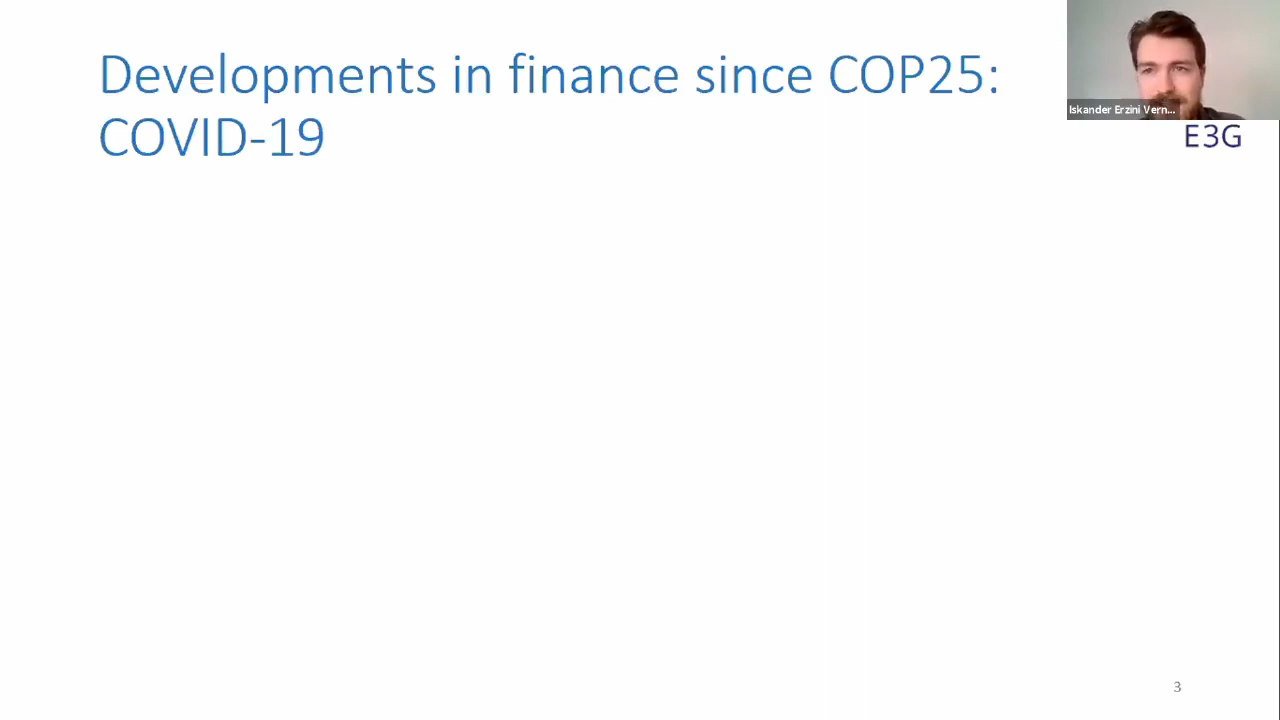 Developments in finance since COP25:
COVID-19
Iskander Erzini Vern...
E3G
3